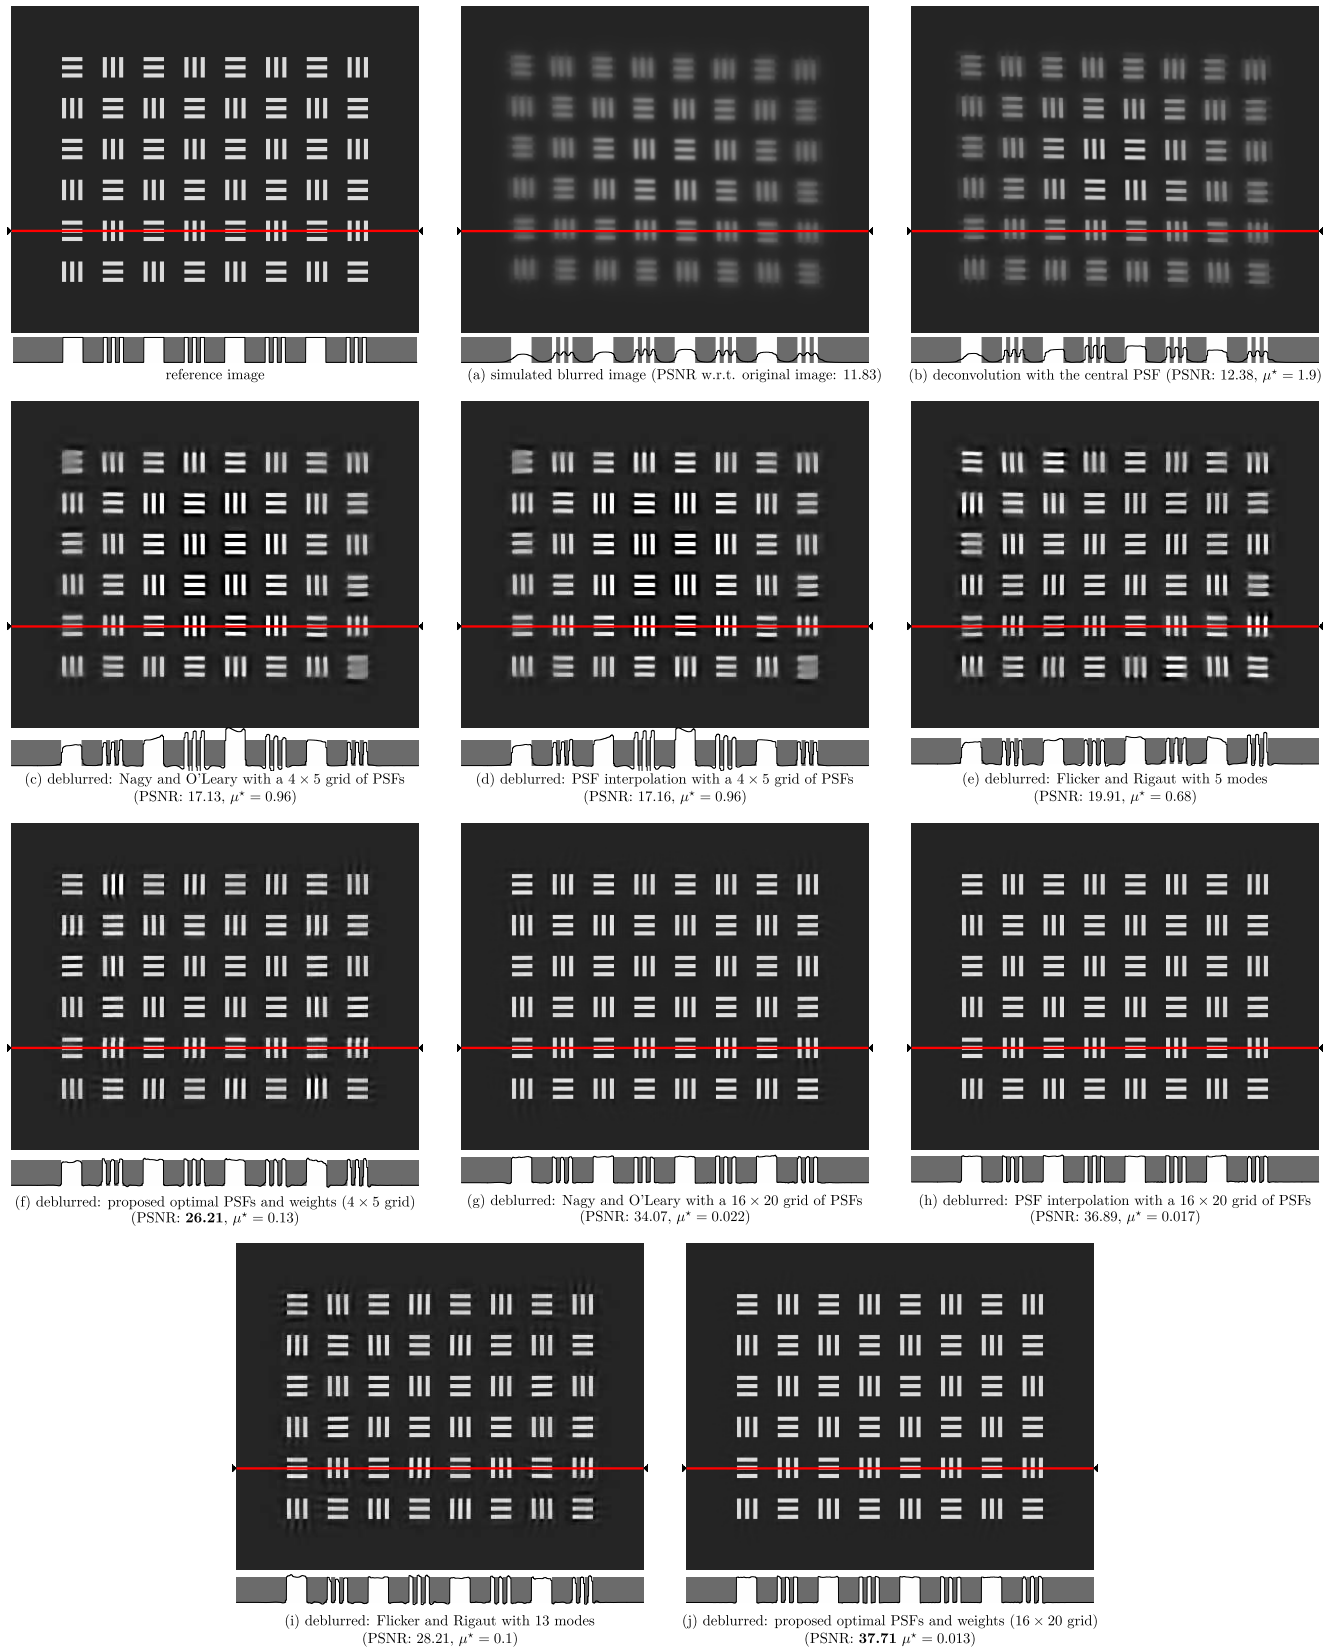 reference image
(a) simulated blurred image (PSNR w.r.t. original image: 11.83)
(b) deconvolution with the central PSF (PSNR: 12.38, μ⋆ = 1.9)
(c) deblurred: Nagy and O'Leary with a 4 × 5 grid of PSFs
(PSNR: 17.13, μ⋆ = 0.96)
(d) deblurred: PSF interpolation with a 4 × 5 grid of PSFs
(PSNR: 17.16, μ⋆ = 0.96)
(e) deblurred: Flicker and Rigaut with 5 modes
(PSNR: 19.91, μ⋆ = 0.68)
(f) deblurred: proposed optimal PSFs and weights (4 × 5 grid)
(PSNR: 26.21, μ⋆ = 0.13)
(g) deblurred: Nagy and O'Leary with a 16 × 20 grid of PSFs
(PSNR: 34.07, μ⋆ = 0.022)
(h) deblurred: PSF interpolation with a 16 × 20 grid of PSFs
(PSNR: 36.89, μ⋆ = 0.017)
(i) deblurred: Flicker and Rigaut with 13 modes
(PSNR: 28.21, μ⋆ = 0.1)
(j) deblurred: proposed optimal PSFs and weights (16 × 20 grid)
(PSNR: 37.71 μ⋆ = 0.013)